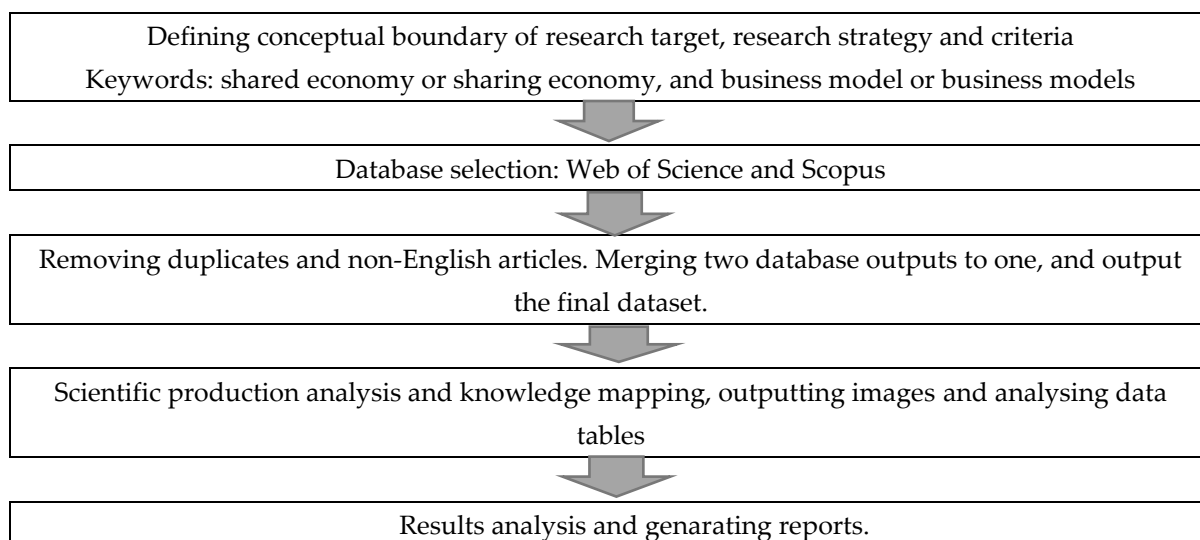 Defining conceptual boundary of research target, research strategy and criteria
Keywords: shared economy or sharing economy, and business model or business models
Database selection: Web of Science and Scopus
Removing duplicates and non-English articles. Merging two database outputs to one, and output
the final dataset.
Scientific production analysis and knowledge mapping, outputting images and analysing data
tables
Results analysis and genarating reports.